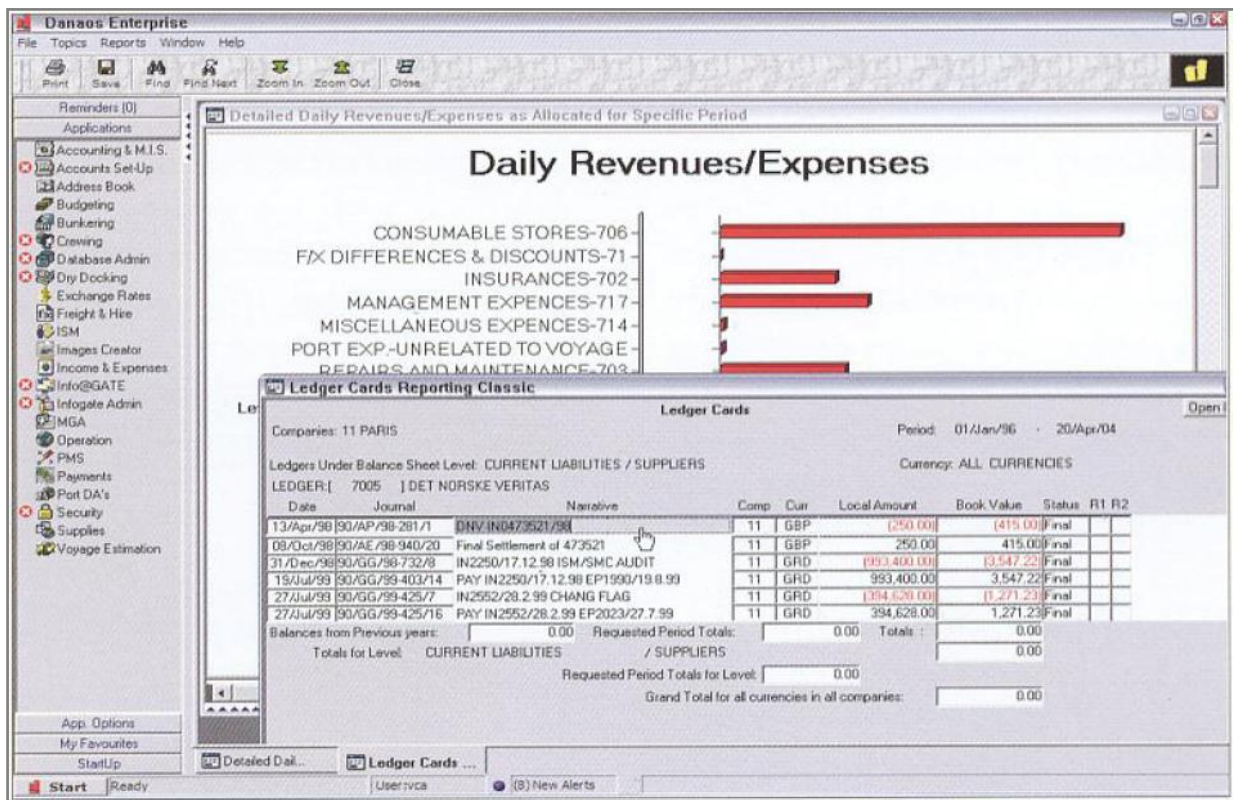 Danaos Enterprise
File Topics Reports Window Help
Print Save Find Find Next Zoom In Zoom Out Close
Reminders (0)
Applications
Accounting & M.I.S.
Accounts Set-Up
Address Book
Budgeting
Bunkering
Crewing
Database Admin
Dry Docking
Exchange Rates
Freight & Hire
ISM
Images Creator
Income & Expenses
Info@GATE
Infogate Admin
MGA
Operation
PMS
Payments
Port DA's
Security
Supplies
Voyage Estimation
App. Options
My Favourites
StartUp
Detailed Daily Revenues/Expenses as Allocated for Specific Period
Daily Revenues/Expenses
CONSUMABLE STORES-706
F/X DIFFERENCES & DISCOUNTS-71
INSURANCES-702
MANAGEMENT EXPENCES-717
MISCELLANEOUS EXPENCES-714
PORT EXP.-UNRELATED TO VOYAGE
REPAIRS AND MAINTENANCE-703
Le
Ledger Cards Reporting Classic
Ledger Cards Open
Companies: 11 PARIS Period: 01/Jan/96 - 20/Apr/04
Ledgers Under Balance Sheet Level: CURRENT LIABILITIES / SUPPLIERS Currency: ALL CURRENCIES
LEDGER:[ 7005 ] DET NORSKE VERITAS
Date Journal Narrative Comp Curr Local Amount Book Value Status R1 R2
13/Apr/98 90/AP/98-281/1 DNV IN0473521/98 11 GBP (250.00) (415.00) Final
08/Oct/98 90/AE/98-940/20 Final Settlement of 473521 11 GBP 250.00 415.00 Final
31/Dec/98 90/GG/98-732/8 IN2250/17.12.98 ISM/SMC AUDIT 11 GRD (993,400.00) (3,547.22) Final
19/Jul/99 90/GG/99-403/14 PAY IN2250/17.12.98 EP1990/19.8.99 11 GRD 993,400.00 3,547.22 Final
27/Jul/99 90/GG/99-425/7 IN2552/28.2.99 CHANG FLAG 11 GRD (394,628.00) (1,271.23) Final
27/Jul/99 90/GG/99-425/16 PAY IN2552/28.2.99 EP2023/27.7.99 11 GRD 394,628.00 1,271.23 Final
Balances from Previous years: 0.00 Requested Period Totals: 0.00 Totals : 0.00
Totals for Level: CURRENT LIABILITIES / SUPPLIERS 0.00
Requested Period Totals for Level: 0.00
Grand Total for all currencies in all companies: 0.00
Detailed Dail... Ledger Cards ...
Start Ready User:vca (8) New Alerts